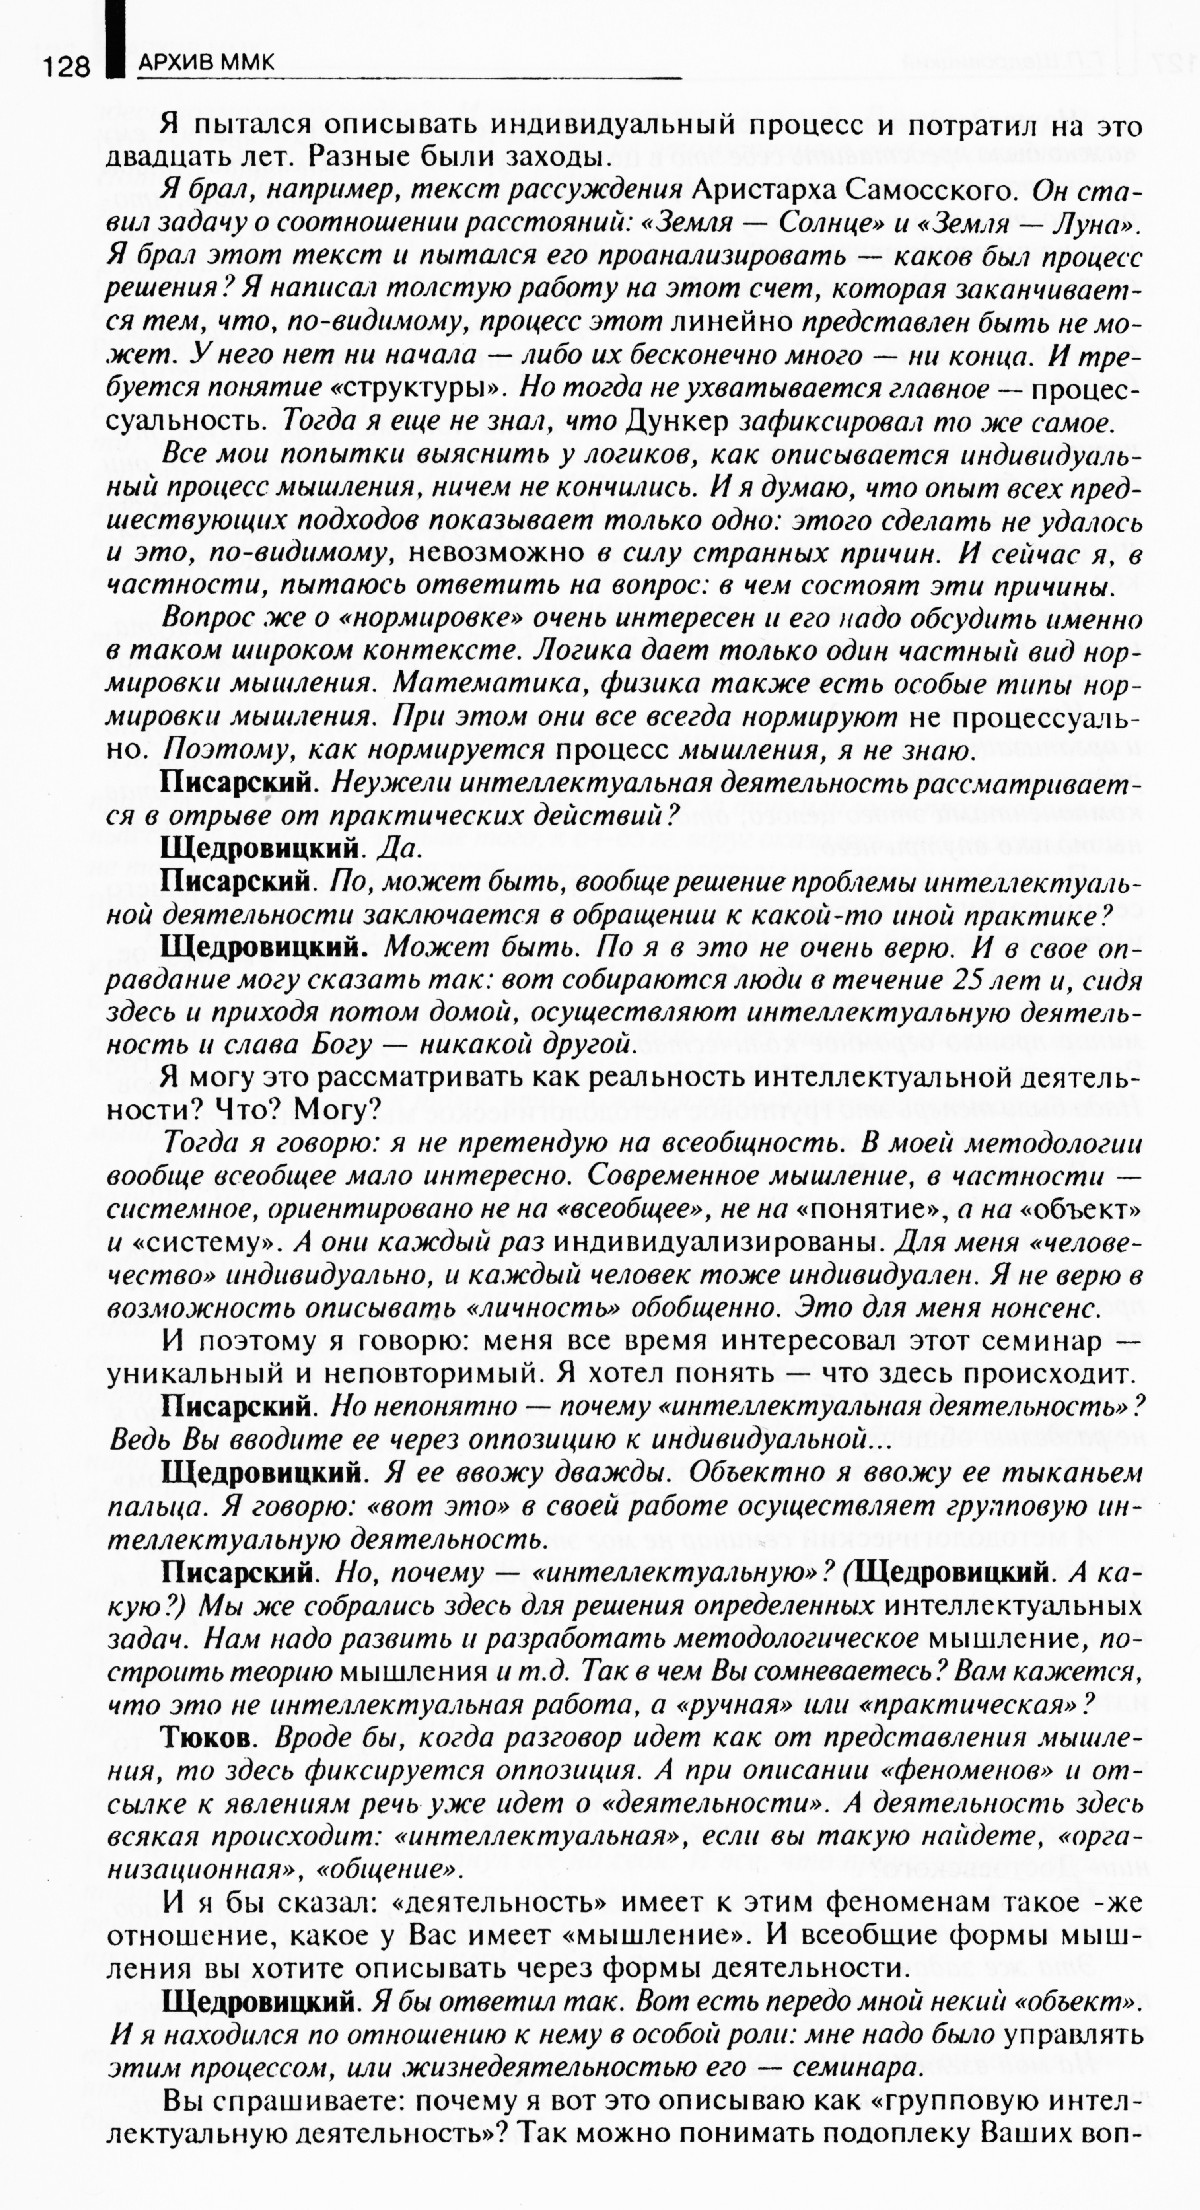 128 АРХИВ ММК
Я пытался описывать индивидуальный процесс и потратил на это
двадцать лет. Разные были заходы.
Я брал, например, текст рассуждения Аристарха Самосского. Он ста-
вил задачу о соотношении расстояний: «Земля — Солнце» и «Земля — Луна».
Я брал этот текст и пытался его проанализировать — каков был процесс
решения? Я написал толстую работу на этот счет, которая заканчивает-
ся тем, что, по-видимому, процесс этот линейно представлен быть не мо-
жет. У него нет ни начала — либо их бесконечно много — ни конца. И тре-
буется понятие «структуры». Но тогда не ухватывается главное — процес-
суальность. Тогда я еще не знал, что Дункер зафиксировал то же самое.
Все мои попытки выяснить у логиков, как описывается индивидуаль-
ный процесс мышления, ничем не кончились. И я думаю, что опыт всех пред-
шествующих подходов показывает только одно: этого сделать не удалось
и это, по-видимому, невозможно в силу странных причин. И сейчас я, в
частности, пытаюсь ответить на вопрос: в чем состоят эти причины.
Вопрос же о «нормировке» очень интересен и его надо обсудить именно
в таком широком контексте. Логика дает только один частный вид нор-
мировки мышления. Математика, физика также есть особые типы нор-
мировки мышления. При этом они все всегда нормируют не процессуаль-
но. Поэтому, как нормируется процесс мышления, я не знаю.
Писарский. Неужели интеллектуальная деятельность рассматривает-
ся в отрыве от практических действий?
Щедровицкий. Да.
Писарский. По, может быть, вообще решение проблемы интеллектуаль-
ной деятельности заключается в обращении к какой-то иной практике?
Щедровицкий. Может быть. По я в это не очень верю. И в свое оп-
равдание могу сказать так: вот собираются люди в течение 25 лет и, сидя
здесь и приходя потом домой, осуществляют интеллектуальную деятель-
ность и слава Богу — никакой другой.
Я могу это рассматривать как реальность интеллектуальной деятель-
ности? Что? Могу?
Тогда я говорю: я не претендую на всеобщность. В моей методологии
вообще всеобщее мало интересно. Современное мышление, в частности —
системное, ориентировано не на «всеобщее», не на «понятие», а на «объект»
и «систему». А они каждый раз индивидуализированы. Для меня «челове-
чество» индивидуально, и каждый человек тоже индивидуален. Я не верю в
возможность описывать «личность» обобщенно. Это для меня нонсенс.
И поэтому я говорю: меня все время интересовал этот семинар —
уникальный и неповторимый. Я хотел понять — что здесь происходит.
Писарский. Но непонятно — почему «интеллектуальная деятельность»?
Ведь Вы вводите ее через оппозицию к индивидуальной...
Щедровицкий. Я ее ввожу дважды. Объектно я ввожу ее тыканьем
пальца. Я говорю: «вот это» в своей работе осуществляет групповую ин-
теллектуальную деятельность.
Писарский. Но, почему — «интеллектуальную»? (Щедровицкий. А ка-
кую?) Мы же собрались здесь для решения определенных интеллектуальных
задач. Нам надо развить и разработать методологическое мышление, по-
строить теорию мышления и т.д. Так в чем Вы сомневаетесь? Вам кажется,
что это не интеллектуальная работа, а «ручная» или «практическая»?
Тюков. Вроде бы, когда разговор идет как от представления мышле-
ния, то здесь фиксируется оппозиция. А при описании «феноменов» и от-
сылке к явлениям речь уже идет о «деятельности». А деятельность здесь
всякая происходит: «интеллектуальная», если вы такую найдете, «орга-
низационная», «общение».
И я бы сказал: «деятельность» имеет к этим феноменам такое -же
отношение, какое у Вас имеет «мышление». И всеобщие формы мыш-
ления вы хотите описывать через формы деятельности.
Щедровицкий. Я бы ответил так. Вот есть передо мной некий «объект».
И я находился по отношению к нему в особой роли: мне надо было управлять
этим процессом, или жизнедеятельностью его — семинара.
Вы спрашиваете: почему я вот это описываю как «групповую интел-
лектуальную деятельность»? Так можно понимать подоплеку Ваших воп-